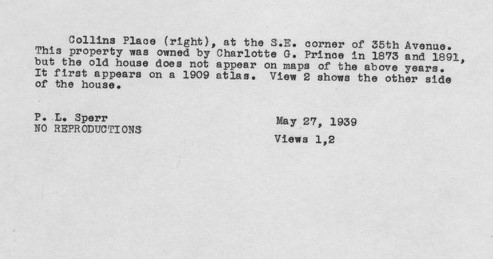 Collins Place (right), at the S.E. corner of 35th Avenue.
This property was owned by Charlotte G. Prince in 1873 and 1891,
but the old house does not appear on maps of the above years.
It first appears on a 1909 atlas. View 2 shows the other side
of the house.
P. L. Sperr
May 27, 1939
NO REPRODUCTIONS
Views 1,2